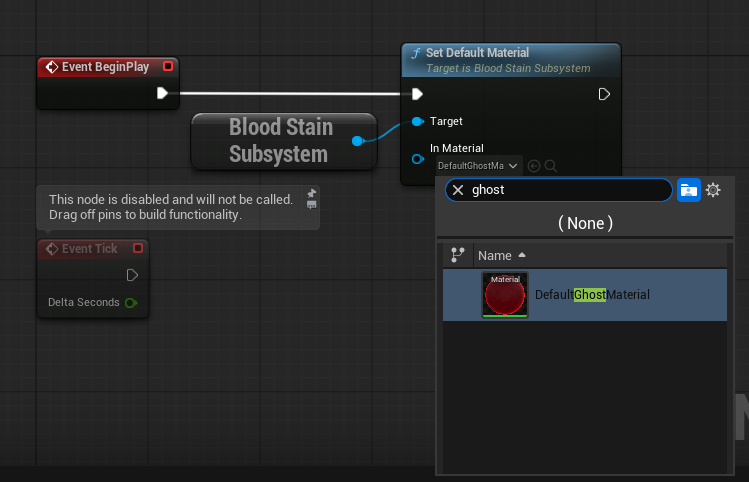 Event BeginPlay
Set Default Material
Target is Blood Stain Subsystem
Blood Stain
Subsystem
Target
In Material
DefaultGhostMa
This node is disabled and will not be called.
Drag off pins to build functionality.
Event Tick
Delta Seconds
ghost
( None )
Name
Material
DefaultGhostMaterial